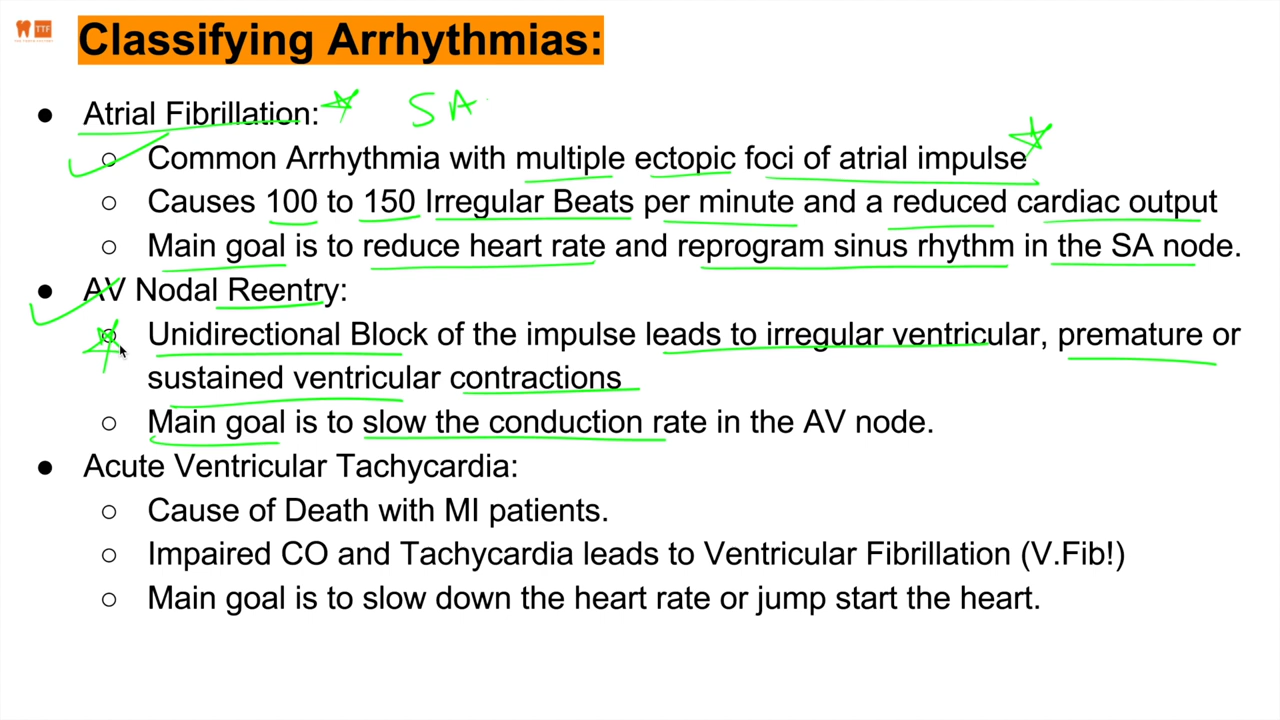 TTF
Classifying Arrhythmias:
● Atrial Fibrillation: SA
○ Common Arrhythmia with multiple ectopic foci of atrial impulse
○ Causes 100 to 150 Irregular Beats per minute and a reduced cardiac output
○ Main goal is to reduce heart rate and reprogram sinus rhythm in the SA node.
● AV Nodal Reentry:
○ Unidirectional Block of the impulse leads to irregular ventricular, premature or
sustained ventricular contractions
○ Main goal is to slow the conduction rate in the AV node.
● Acute Ventricular Tachycardia:
○ Cause of Death with MI patients.
○ Impaired CO and Tachycardia leads to Ventricular Fibrillation (V.Fib!)
○ Main goal is to slow down the heart rate or jump start the heart.